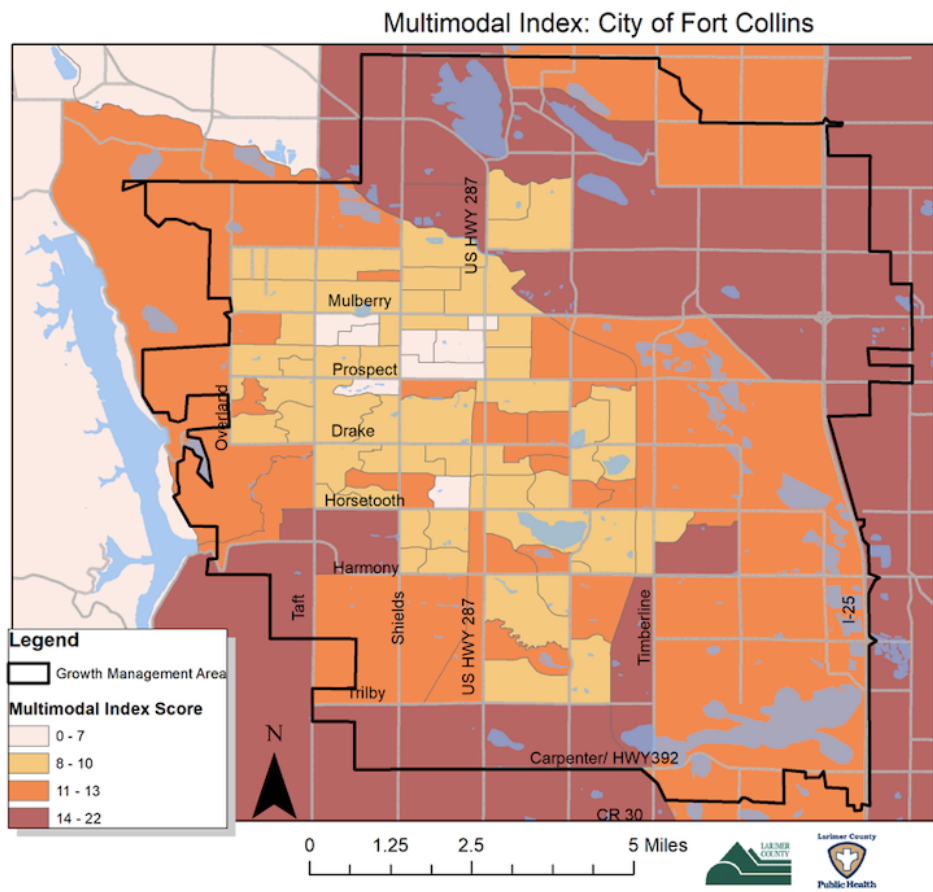 Multimodal Index: City of Fort Collins
US HWY 287
Mulberry
Prospect
Overland
Drake
Horsetooth
Harmony
Taft
Shields
US HWY 287
Timberline
I-25
Trilby
Carpenter/ HWY392
CR 30
Legend
Growth Management Area
Multimodal Index Score
0 - 7
8 - 10
11 - 13
14 - 22
N
0 1.25 2.5 5 Miles
LARIMER
COUNTY
Larimer County
Public Health